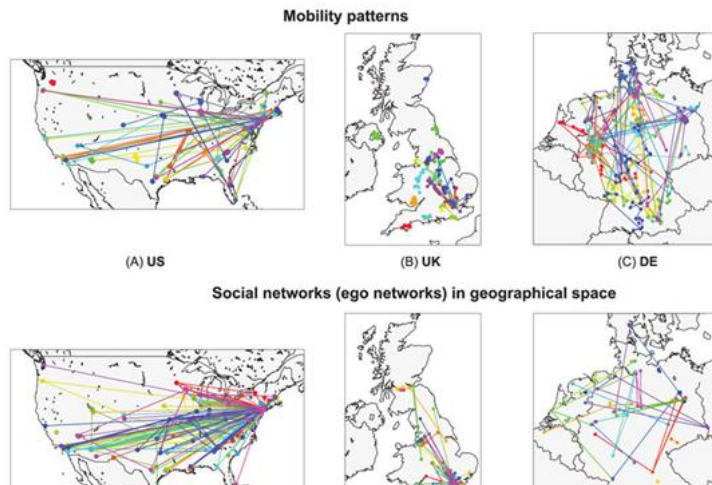 Mobility patterns
(A) US
(B) UK
(C) DE
Social networks (ego networks) in geographical space